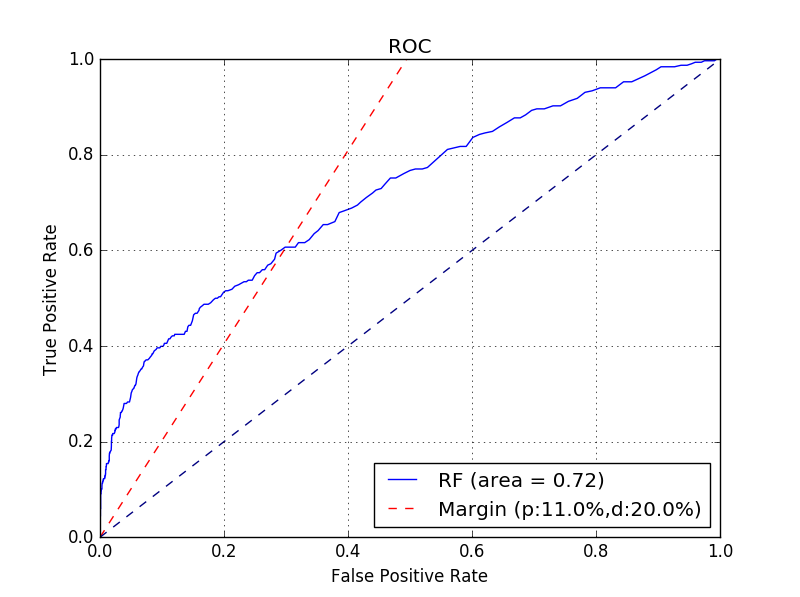 ROC
1.0
0.8
0.6
0.4
0.2
0.0
True Positive Rate
RF (area = 0.72)
Margin (p:11.0%,d:20.0%)
0.0 0.2 0.4 0.6 0.8 1.0
False Positive Rate